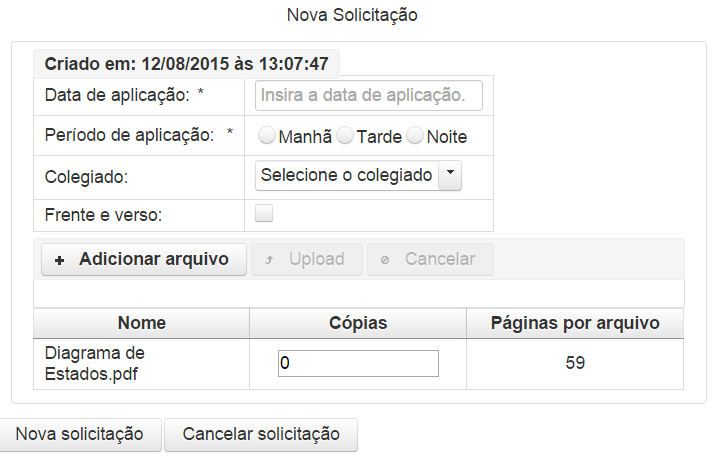 Nova Solicitação
Criado em: 12/08/2015 às 13:07:47
Data de aplicação: * Insira a data de aplicação.
Período de aplicação: * Manhã Tarde Noite
Colegiado: Selecione o colegiado
Frente e verso:
Adicionar arquivo Upload Cancelar
Nome Cópias Páginas por arquivo
Diagrama de
Estados.pdf 0 59
Nova solicitação Cancelar solicitação